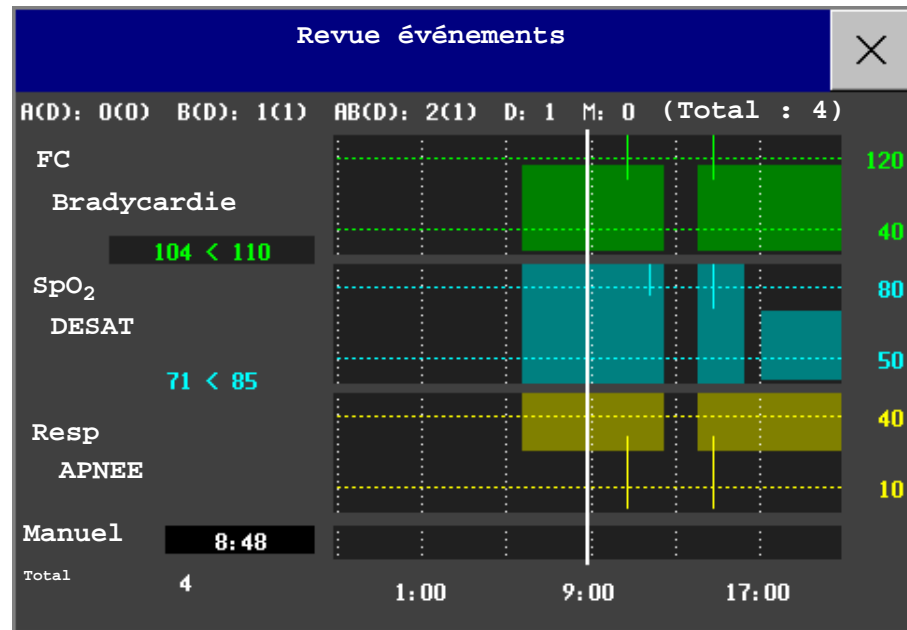 Revue événements
A(D): 0(0) B(D): 1(1) AB(D): 2(1) D: 1 M: 0 (Total : 4)
FC
120
Bradycardie
40
104 < 110
SpO₂
80
DESAT
50
71 < 85
40
Resp
APNEE
10
Manuel 8:48
Total 4
1:00 9:00 17:00